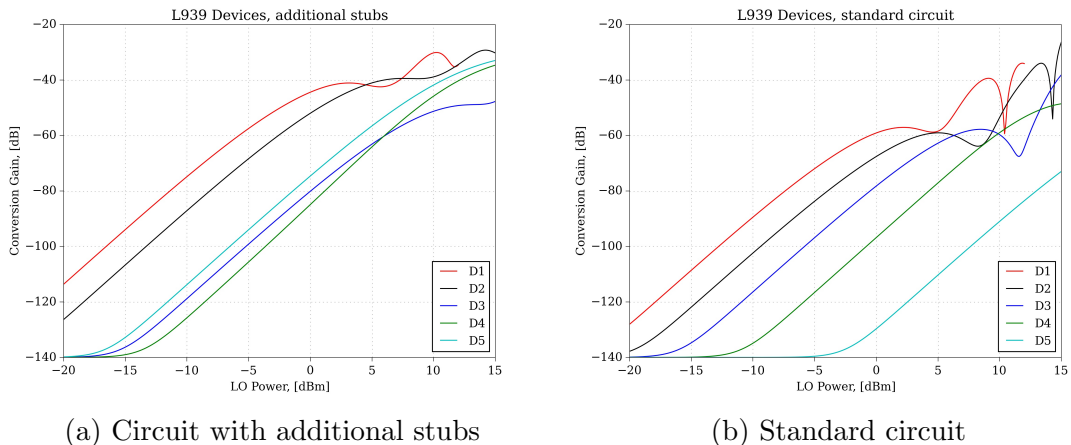 L939 Devices, additional stubs
−20
−40
−60
−80
−100
−120
−140
Conversion Gain, [dB]
D1
D2
D3
D4
D5
−20 −15 −10 −5 0 5 10 15
LO Power, [dBm]
(a) Circuit with additional stubs
L939 Devices, standard circuit
−20
−40
−60
−80
−100
−120
−140
Conversion Gain, [dB]
D1
D2
D3
D4
D5
−20 −15 −10 −5 0 5 10 15
LO Power, [dBm]
(b) Standard circuit